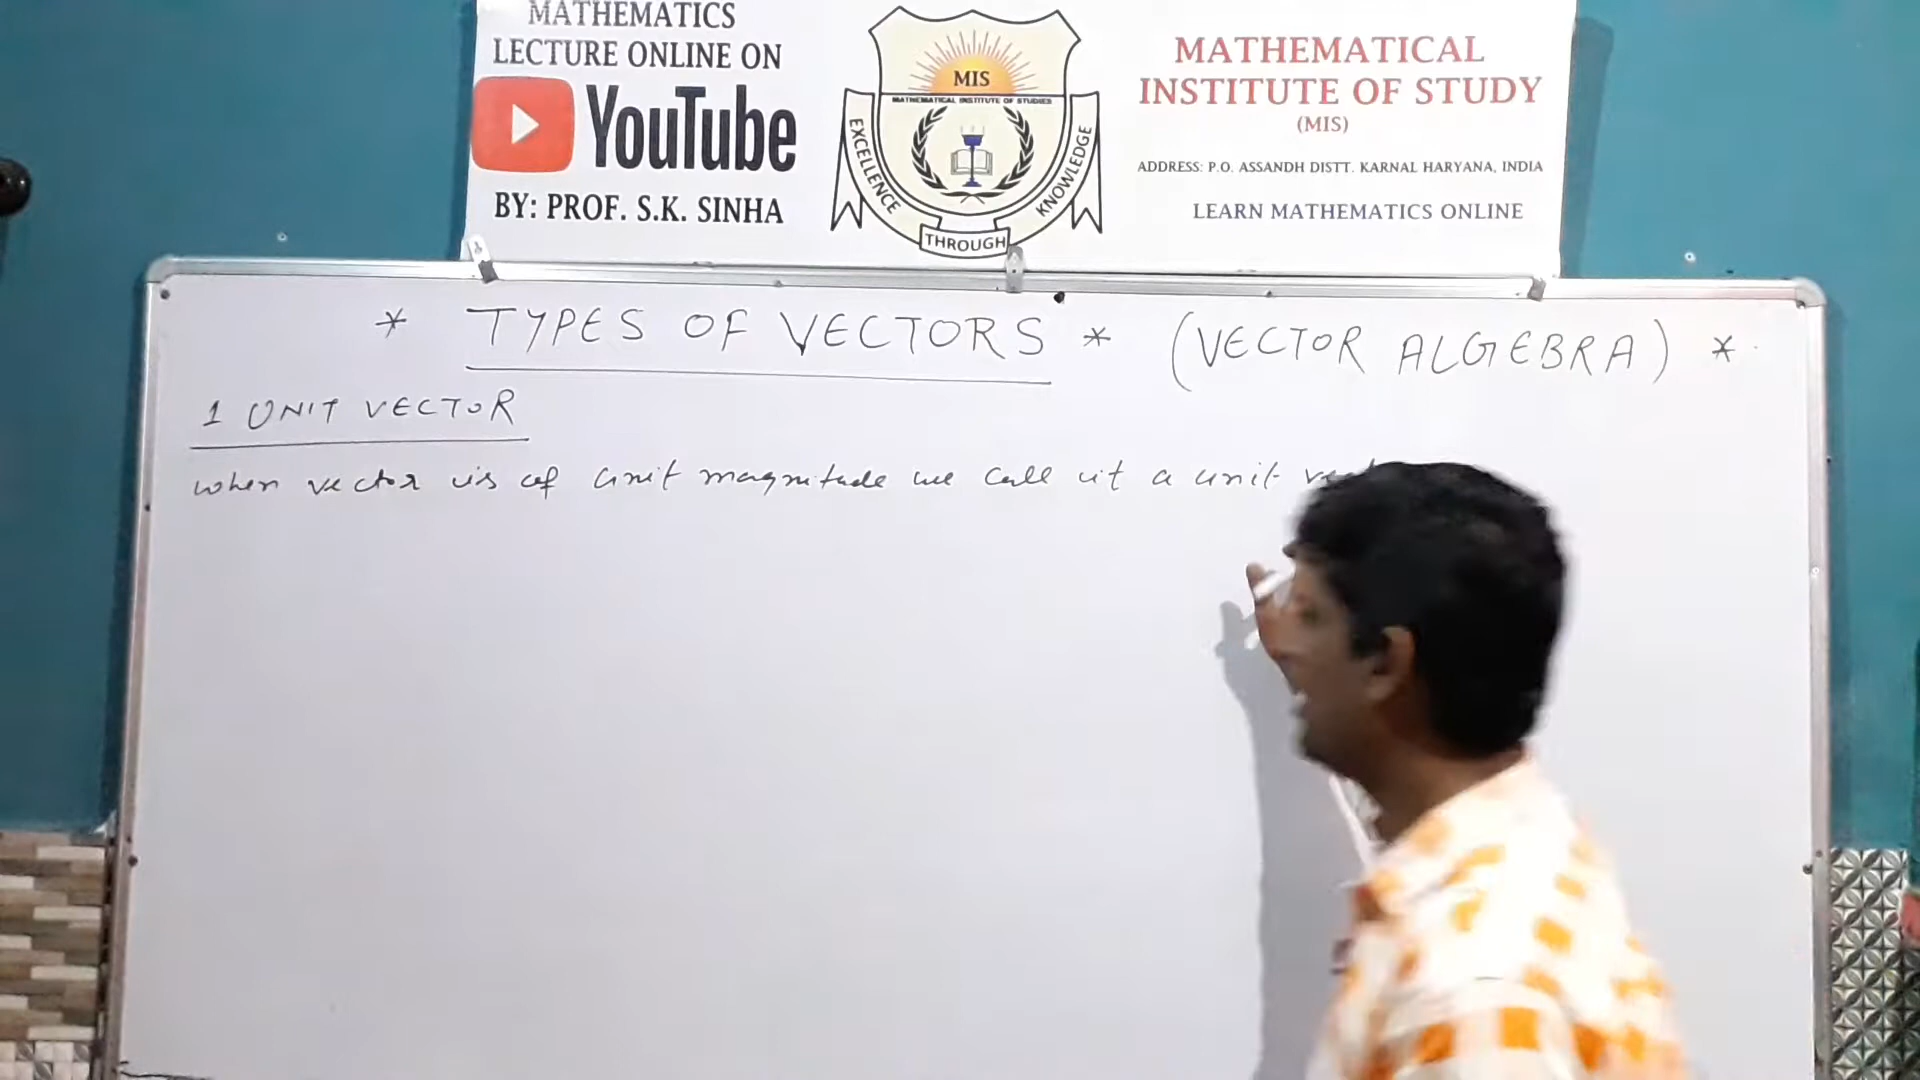 MATHEMATICS
LECTURE ONLINE ON
YouTube
BY: PROF. S.K. SINHA
MIS
MATHEMATICAL INSTITUTE OF STUDIES
EXCELLENCE
THROUGH
KNOWLEDGE
MATHEMATICAL
INSTITUTE OF STUDY
(MIS)
ADDRESS: P.O. ASSANDH DISTT. KARNAL HARYANA, INDIA
LEARN MATHEMATICS ONLINE
* TYPES OF VECTORS * (VECTOR ALGEBRA) *
1 UNIT VECTOR
when vector is of unit magnitude we call it a unit